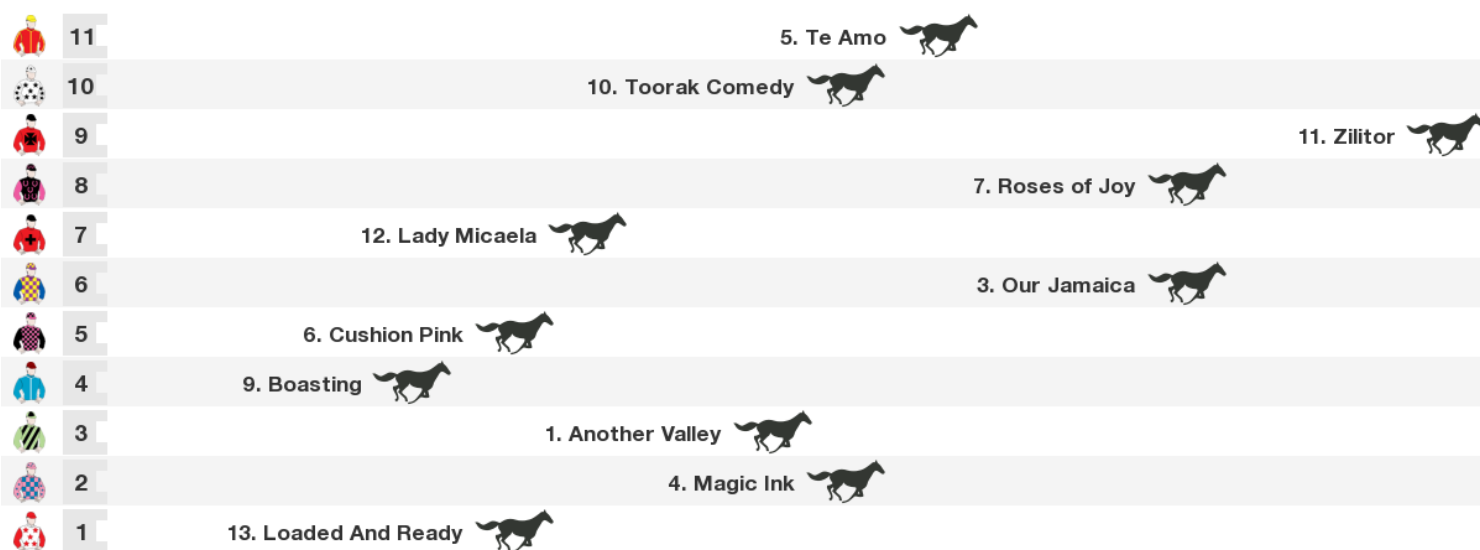 11 5. Te Amo
10 10. Toorak Comedy
9 11. Zilitor
8 7. Roses of Joy
7 12. Lady Micaela
6 3. Our Jamaica
5 6. Cushion Pink
4 9. Boasting
3 1. Another Valley
2 4. Magic Ink
1 13. Loaded And Ready